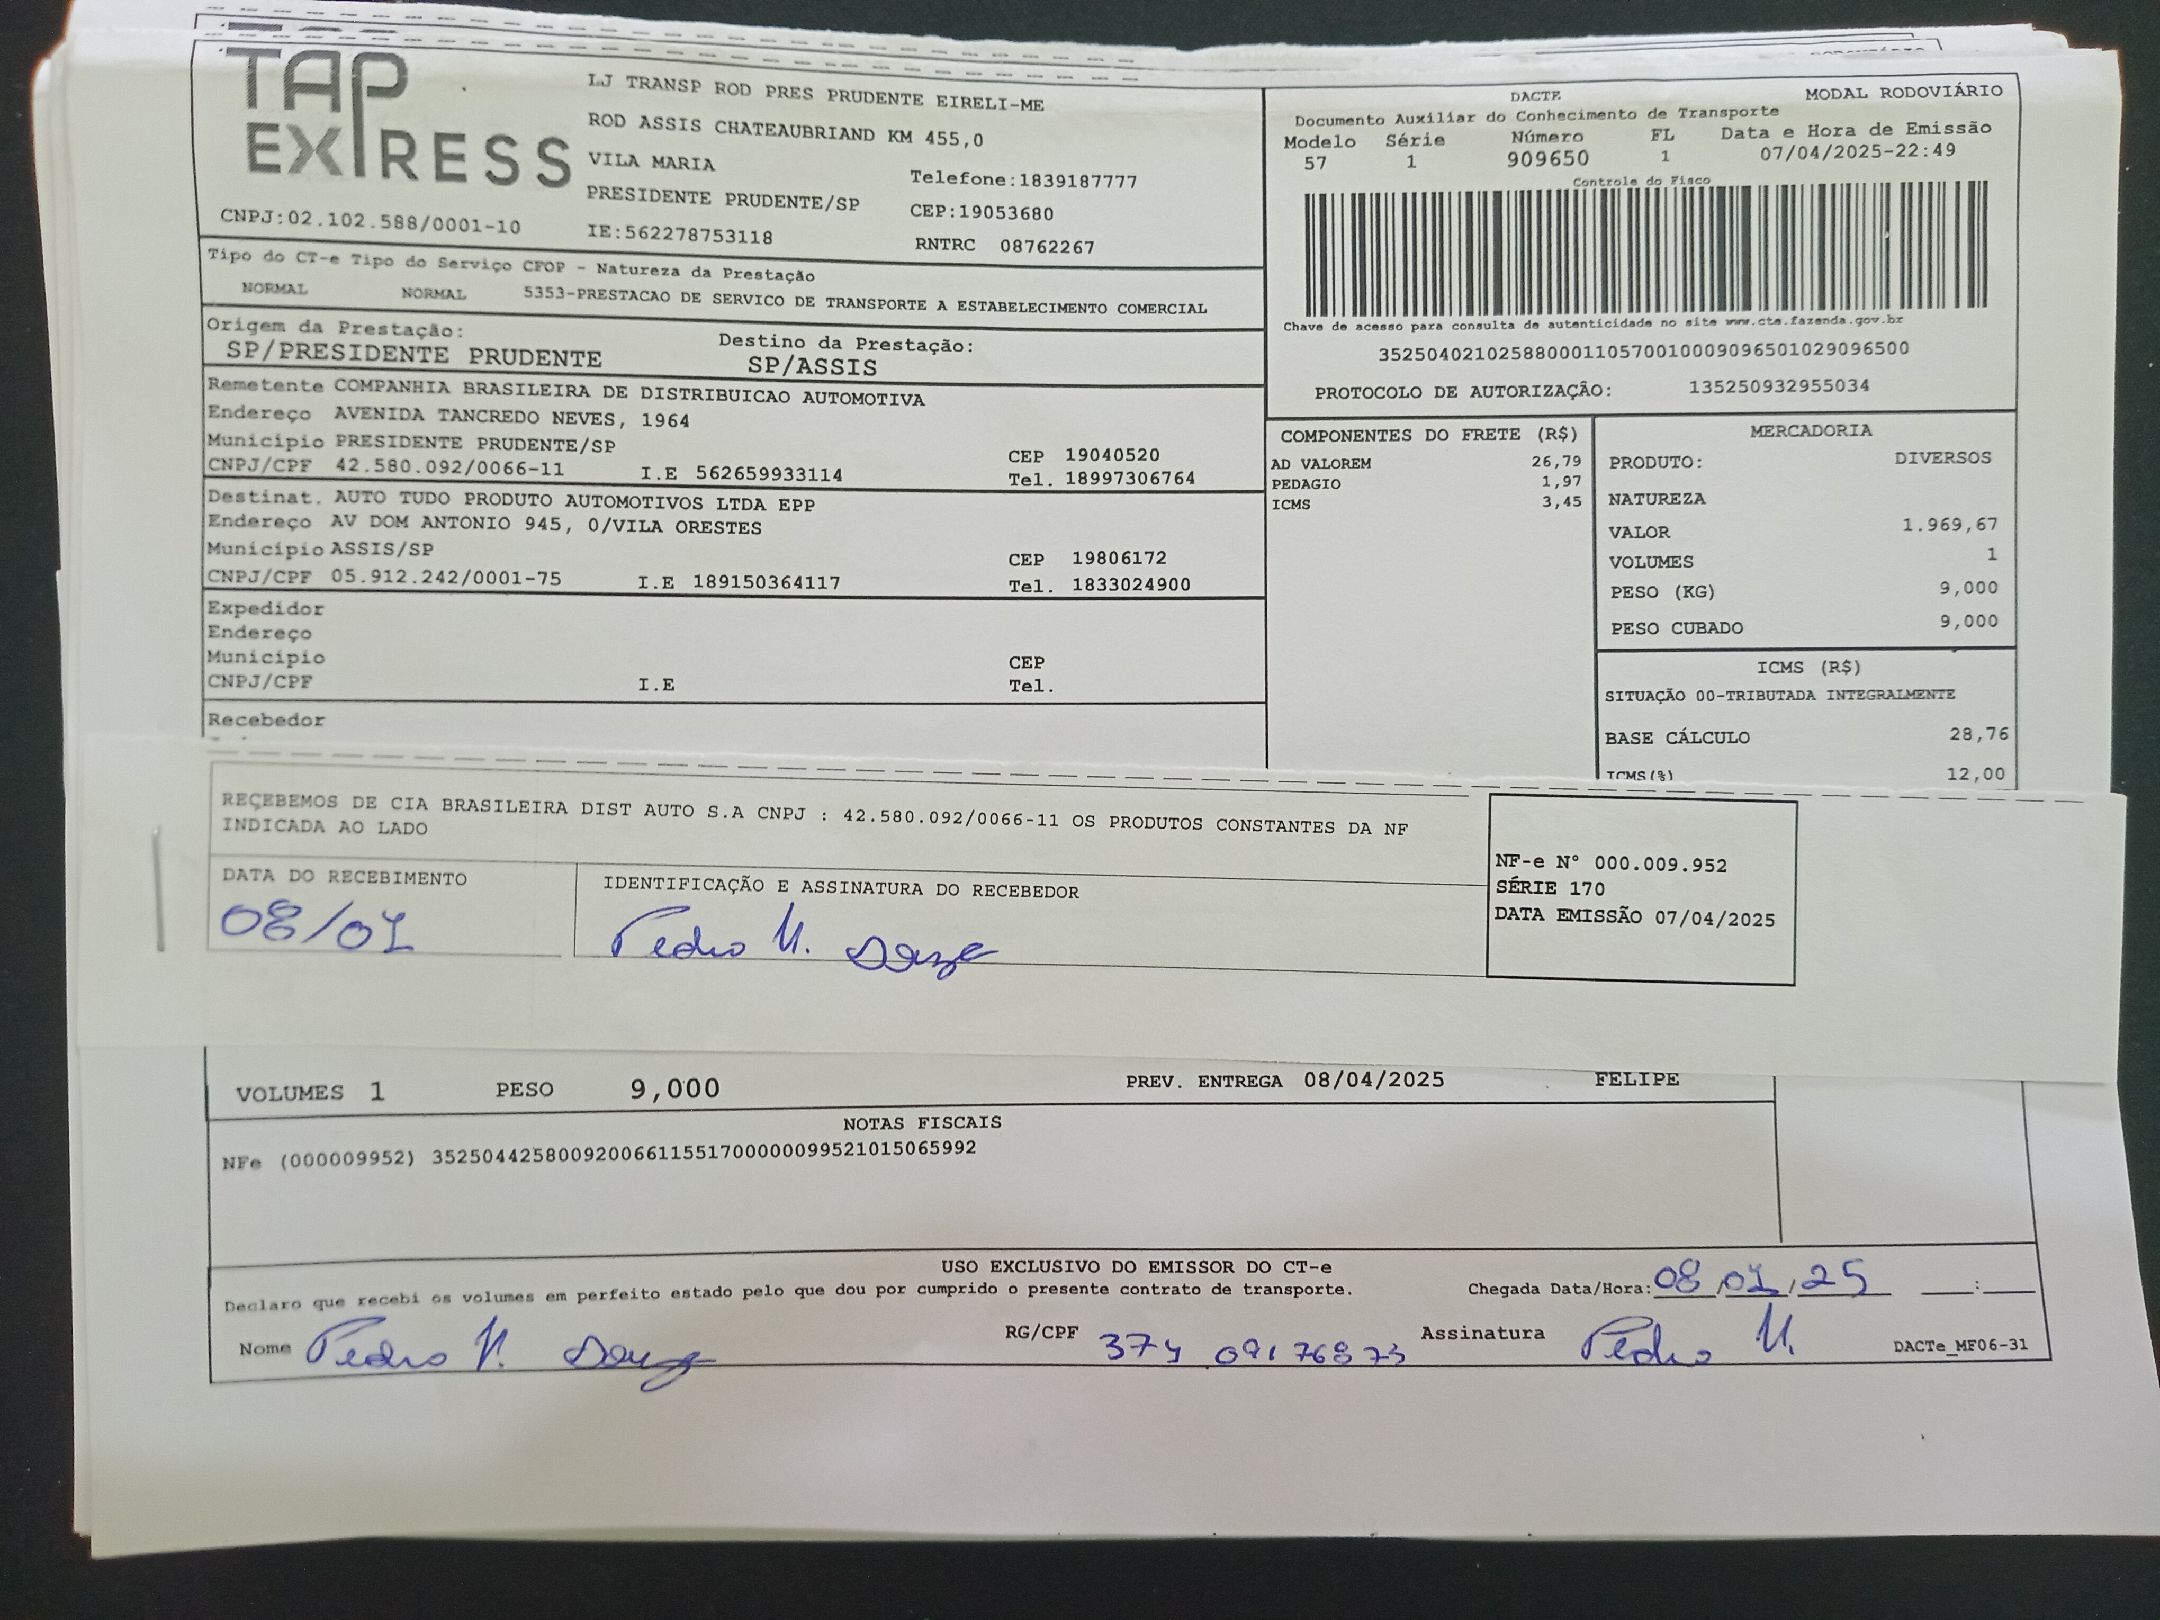 TAP
EXPRESS
CNPJ:02.102.588/0001-10
LJ TRANSP ROD PRES PRUDENTE EIRELI-ME
ROD ASSIS CHATEAUBRIAND KM 455,0
VILA MARIA
Telefone:1839187777
PRESIDENTE PRUDENTE/SP
CEP:19053680
IE:562278753118
RNTRC 08762267
DACTE
MODAL RODOVIÁRIO
Documento Auxiliar do Conhecimento de Transporte
Modelo Série Número FL Data e Hora de Emissão
57 1 909650 1 07/04/2025-22:49
Controle do Fisco
Chave de acesso para consulta de autenticidade no site www.cte.fazenda.gov.br
35250402102588000110570010009096501029096500
PROTOCOLO DE AUTORIZAÇÃO: 135250932955034
Tipo do CT-e Tipo do Serviço CFOP - Natureza da Prestação
NORMAL NORMAL 5353-PRESTACAO DE SERVICO DE TRANSPORTE A ESTABELECIMENTO COMERCIAL
Origem da Prestação: Destino da Prestação:
SP/PRESIDENTE PRUDENTE SP/ASSIS
Remetente COMPANHIA BRASILEIRA DE DISTRIBUICAO AUTOMOTIVA
Endereço AVENIDA TANCREDO NEVES, 1964
Município PRESIDENTE PRUDENTE/SP CEP 19040520
CNPJ/CPF 42.580.092/0066-11 I.E 562659933114 Tel. 18997306764
Destinat. AUTO TUDO PRODUTO AUTOMOTIVOS LTDA EPP
Endereço AV DOM ANTONIO 945, 0/VILA ORESTES
Município ASSIS/SP CEP 19806172
CNPJ/CPF 05.912.242/0001-75 I.E 189150364117 Tel. 1833024900
Expedidor
Endereço
Município CEP
CNPJ/CPF I.E Tel.
Recebedor
COMPONENTES DO FRETE (R$)
AD VALOREM 26,79
PEDAGIO 1,97
ICMS 3,45
MERCADORIA
PRODUTO: DIVERSOS
NATUREZA
VALOR 1.969,67
VOLUMES 1
PESO (KG) 9,000
PESO CUBADO 9,000
ICMS (R$)
SITUAÇÃO 00-TRIBUTADA INTEGRALMENTE
BASE CÁLCULO 28,76
ICMS(%) 12,00
RECEBEMOS DE CIA BRASILEIRA DIST AUTO S.A CNPJ : 42.580.092/0066-11 OS PRODUTOS CONSTANTES DA NF
INDICADA AO LADO
DATA DO RECEBIMENTO
08/01
IDENTIFICAÇÃO E ASSINATURA DO RECEBEDOR
Pedro
NF-e N° 000.009.952
SÉRIE 170
DATA EMISSÃO 07/04/2025
VOLUMES 1 PESO 9,000 PREV. ENTREGA 08/04/2025 FELIPE
NOTAS FISCAIS
NFe (000009952) 35250442580092006611551700000099521015065992
USO EXCLUSIVO DO EMISSOR DO CT-e
Declaro que recebi os volumes em perfeito estado pelo que dou por cumprido o presente contrato de transporte. Chegada Data/Hora: 08/01/25 :
Nome Pedro RG/CPF Assinatura Pedro DACTe_MF06-31